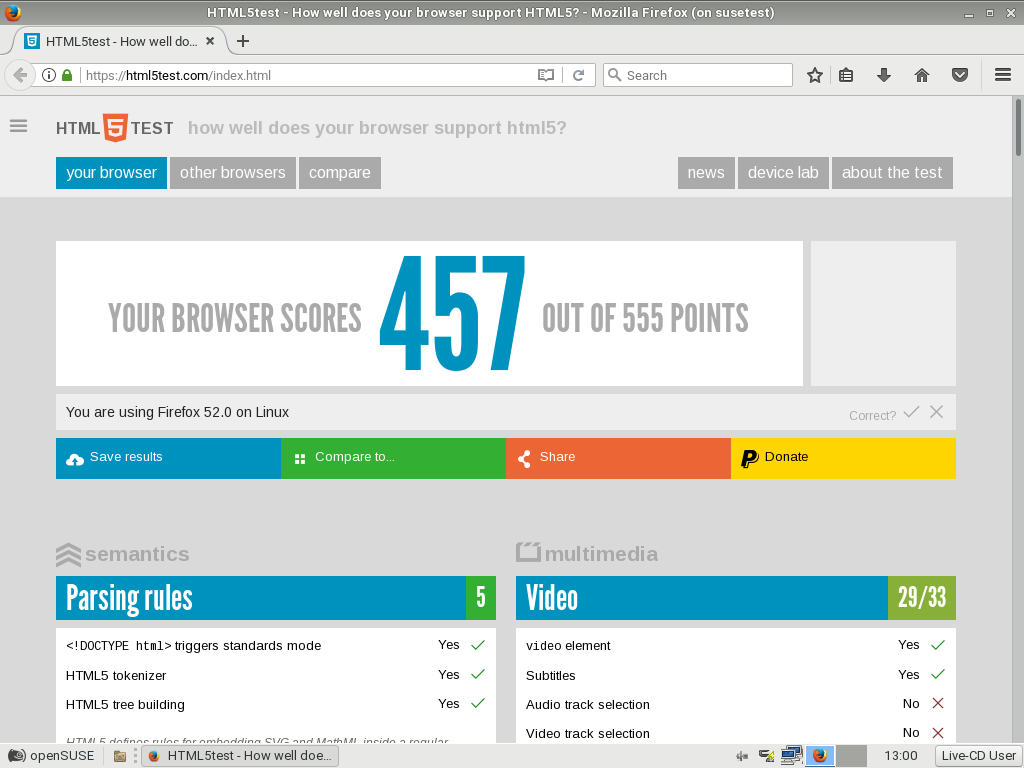 HTML5test - How well does your browser support HTML5? - Mozilla Firefox (on susetest)
HTML5test - How well do...
https://html5test.com/index.html
Search
HTML 5 TEST how well does your browser support html5?
your browser other browsers compare news device lab about the test
YOUR BROWSER SCORES 457 OUT OF 555 POINTS
You are using Firefox 52.0 on Linux Correct?
Save results Compare to... Share Donate
semantics
Parsing rules 5
<!DOCTYPE html> triggers standards mode Yes
HTML5 tokenizer Yes
HTML5 tree building Yes
HTML5 defines rules for embedding SVG and MathML inside a regular
multimedia
Video 29/33
video element Yes
Subtitles Yes
Audio track selection No
Video track selection No
openSUSE HTML5test - How well doe... 13:00 Live-CD User